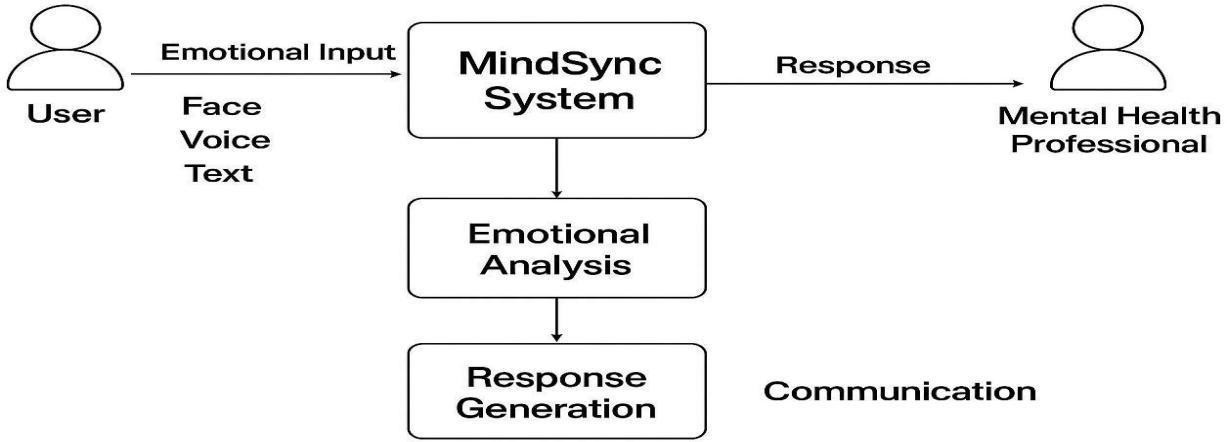 User
Emotional Input
Face
Voice
Text
MindSync
System
Response
Mental Health
Professional
Emotional
Analysis
Response
Generation
Communication